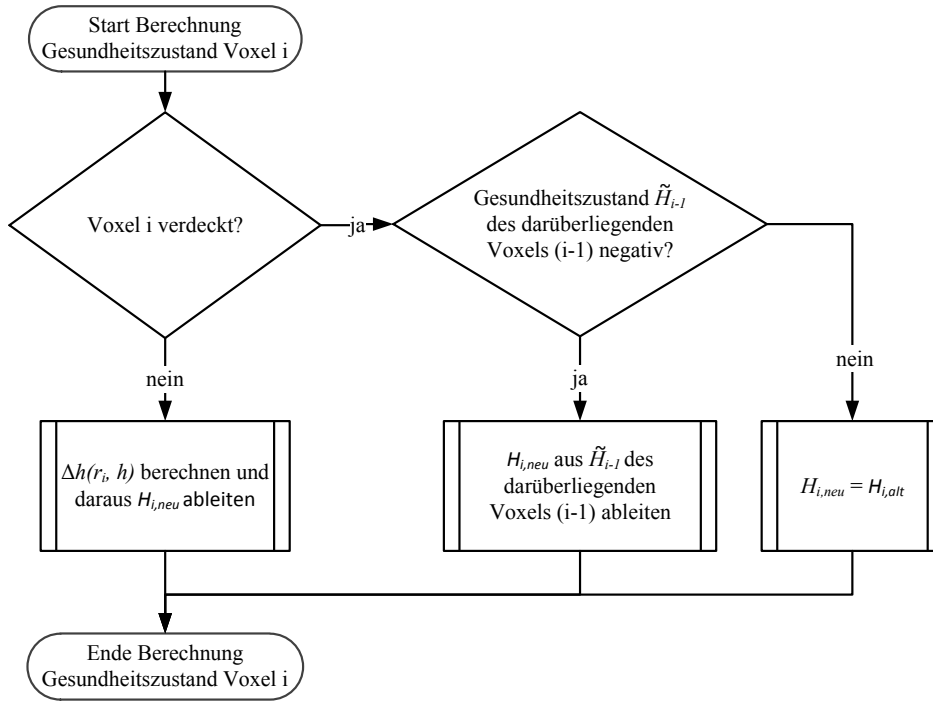 Start Berechnung
Gesundheitszustand Voxel i
Voxel i verdeckt?
ja
Gesundheitszustand H̃i-1
des darüberliegenden
Voxels (i-1) negativ?
nein
ja
nein
Δh(ri, h) berechnen und
daraus Hi,neu ableiten
Hi,neu aus H̃i-1 des
darüberliegenden
Voxels (i-1) ableiten
Hi,neu = Hi,alt
Ende Berechnung
Gesundheitszustand Voxel i